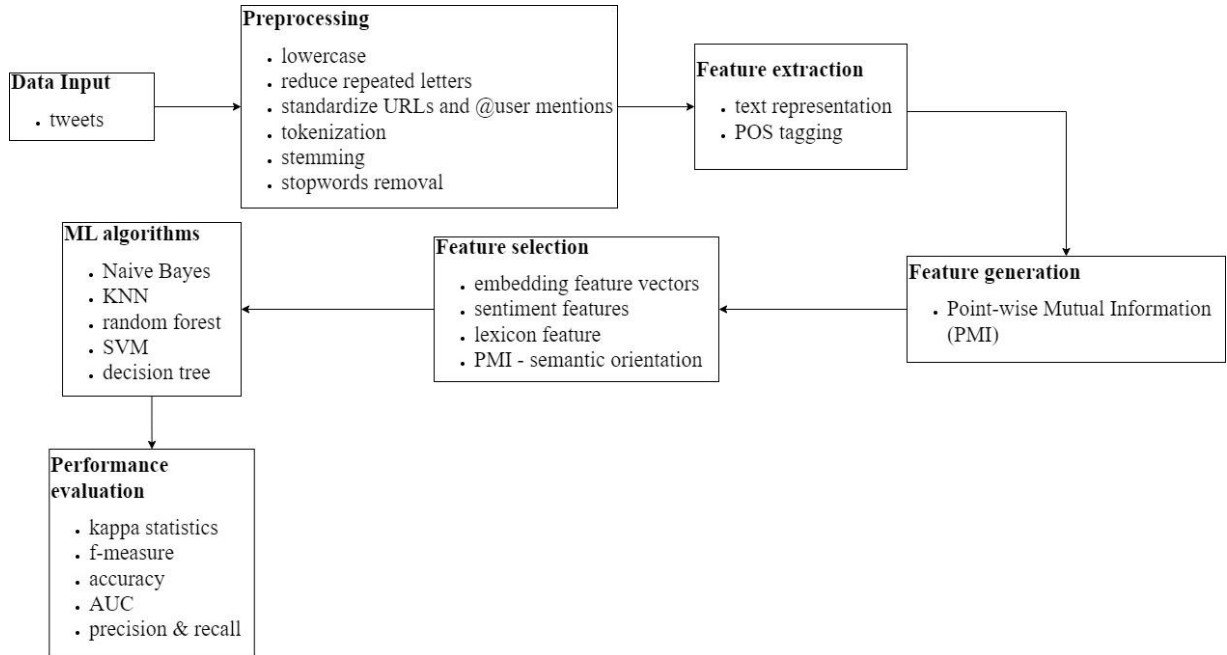 Data Input
tweets
Preprocessing
lowercase
reduce repeated letters
standardize URLs and @user mentions
tokenization
stemming
stopwords removal
Feature extraction
text representation
POS tagging
Feature generation
Point-wise Mutual Information
(PMI)
Feature selection
embedding feature vectors
sentiment features
lexicon feature
PMI - semantic orientation
ML algorithms
Naive Bayes
KNN
random forest
SVM
decision tree
Performance
evaluation
kappa statistics
f-measure
accuracy
AUC
precision & recall